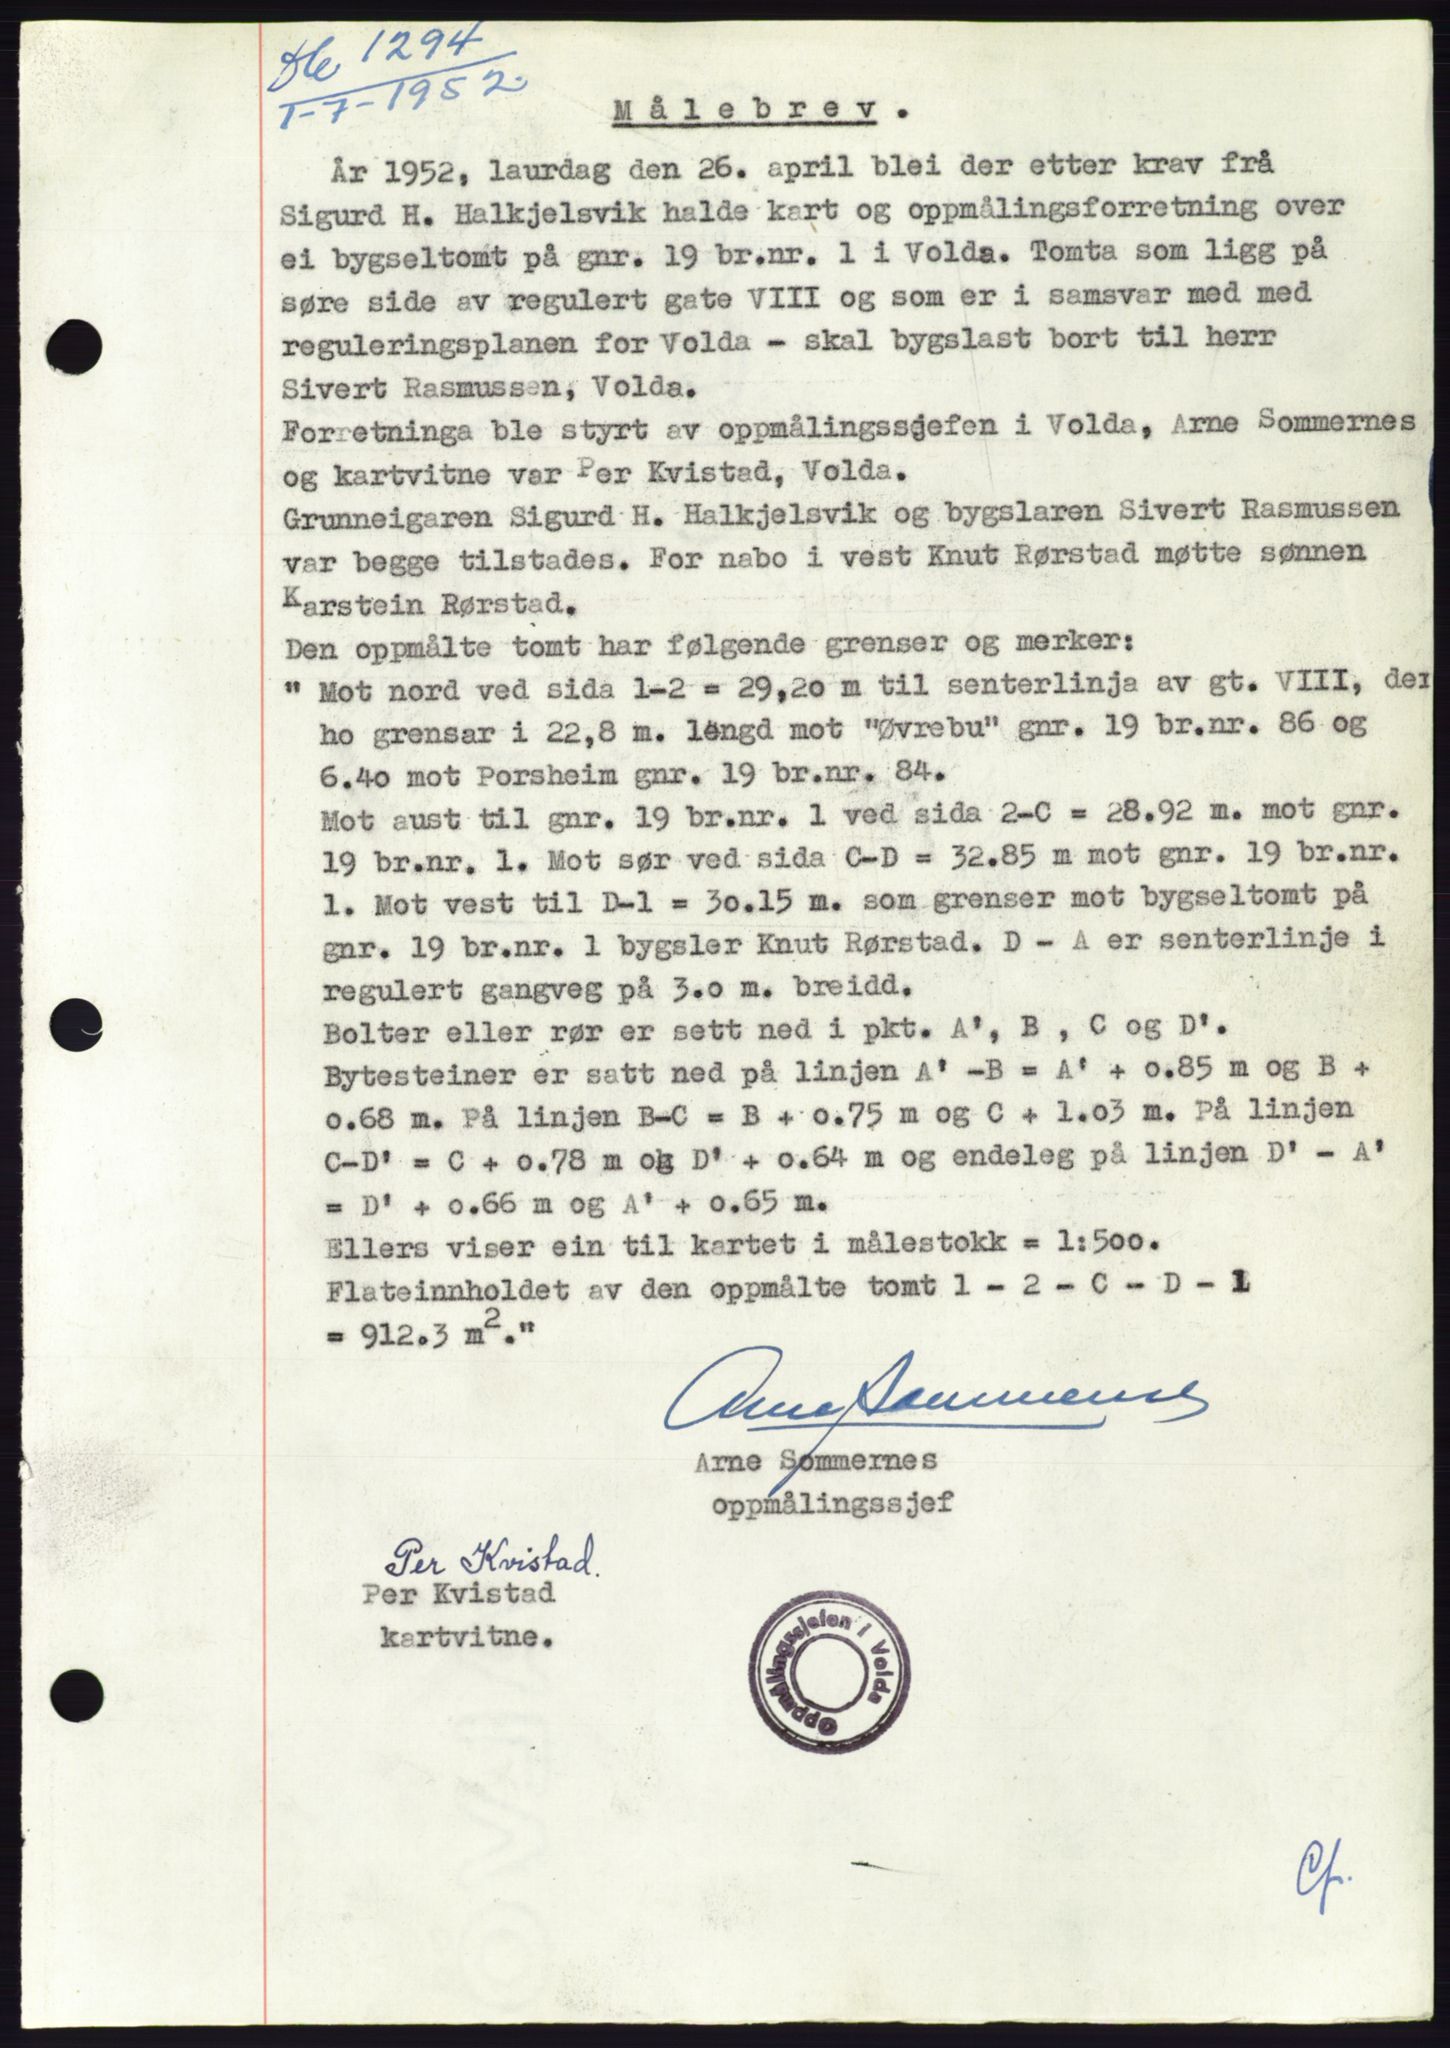 1294
1-7-1952.
Målebrev.
År 1952, laurdag den 26. april blei der etter krav frå
Sigurd H. Halkjelsvik halde kart og oppmålingsforretning over
ei bygseltomt på gnr. 19 br.nr. 1 i Volda. Tomta som ligg på
søre side av regulert gate VIII og som er i samsvar med med
reguleringsplanen for Volda - skal bygslast bort til herr
Sivert Rasmussen, Volda.
Forretninga ble styrt av oppmålingssjefen i Volda, Arne Sommernes
og kartvitne var Per Kvistad, Volda.
Grunneigaren Sigurd H. Halkjelsvik og bygslaren Sivert Rasmussen
var begge tilstades. For nabo i vest Knut Rørstad møtte sønnen
Karstein Rørstad.
Den oppmålte tomt har følgende grenser og merker:
" Mot nord ved sida 1-2 = 29,20 m til senterlinja av gt. VIII, der
ho grensar i 22,8 m. lengd mot "Øvrebu" gnr. 19 br.nr. 86 og
6.40 mot Porsheim gnr. 19 br.nr. 84.
Mot aust til gnr. 19 br.nr. 1 ved sida 2-C = 28.92 m. mot gnr.
19 br.nr. 1. Mot sør ved sida C-D = 32.85 m mot gnr. 19 br.nr.
1. Mot vest til D-1 = 30.15 m. som grenser mot bygseltomt på
gnr. 19 br.nr. 1 bygsler Knut Rørstad. D - A er senterlinje i
regulert gangveg på 3.0 m. breidd.
Bolter eller rør er sett ned i pkt. A', B , C og D'.
Bytesteiner er satt ned på linjen A' -B = A' + 0.85 m og B +
0.68 m. På linjen B-C = B + 0.75 m og C + 1.03 m. På linjen
C-D' = C + 0.78 m og D' + 0.64 m og endeleg på linjen D' - A'
= D' + 0.66 m og A' + 0.65 m.
Ellers viser ein til kartet i målestokk = 1:500.
Flateinnholdet av den oppmålte tomt 1 - 2 - C - D - 1
= 912.3 m2."
Arne Sommernes
Arne Sommernes
oppmålingssjef
Per Kvistad.
Per Kvistad
kartvitne.
Oppmålingssjefen i Volda